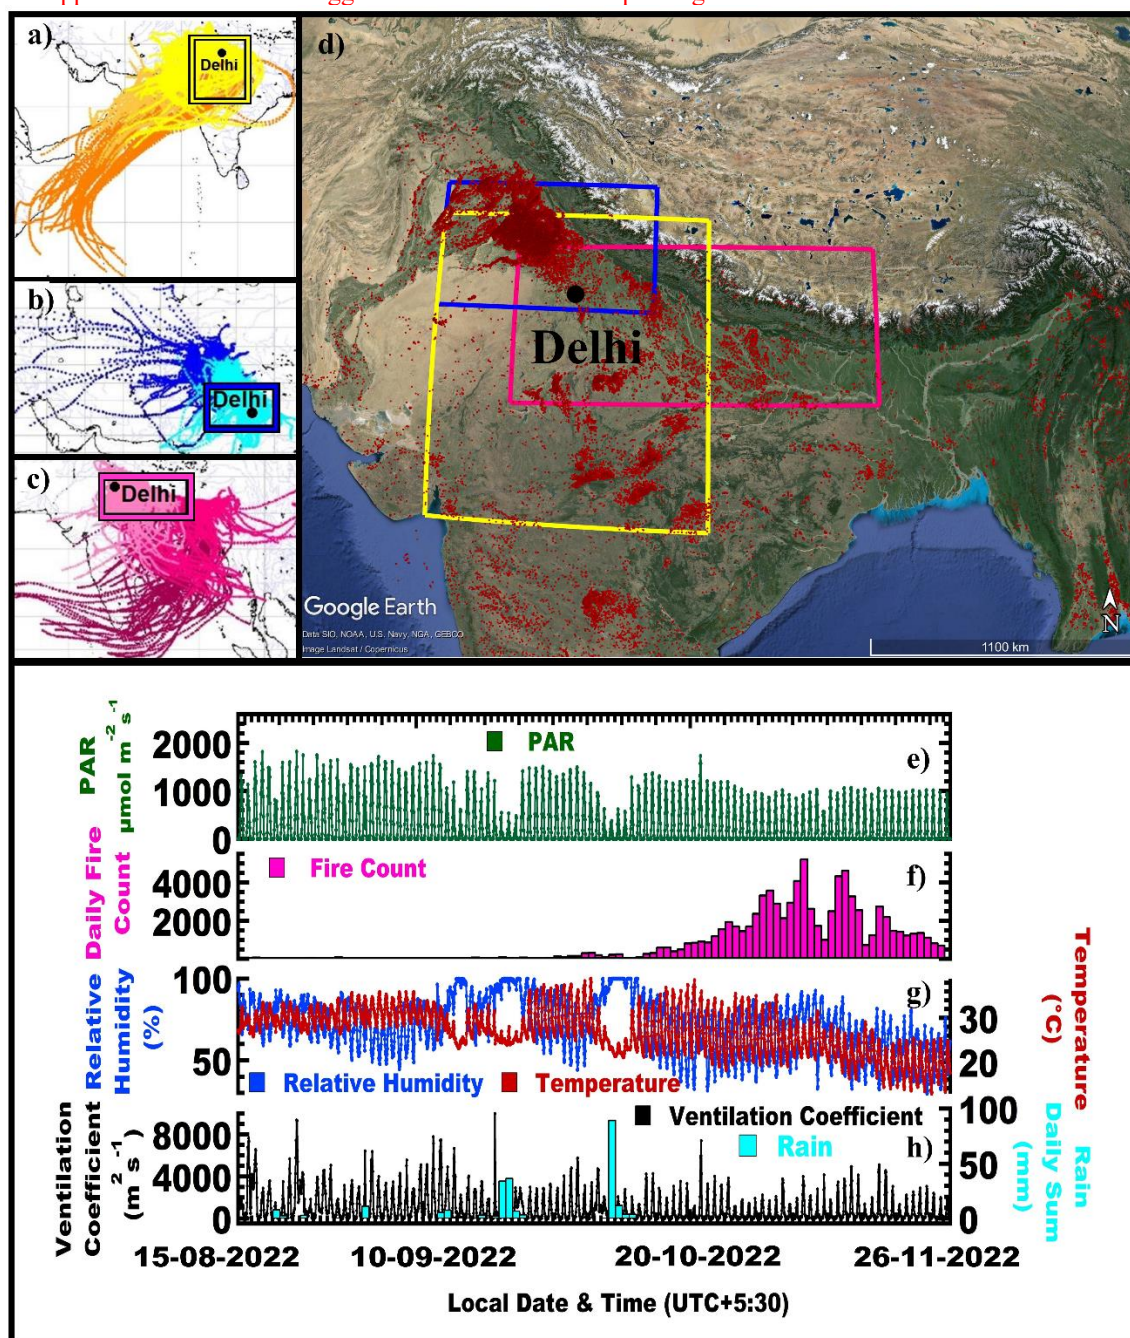 a)
Delhi
b)
Delhi
c)
Delhi
d)
Delhi
Google Earth
Data SIO, NOAA, U.S. Navy, NGA, GEBCO
Image Landsat / Copernicus
N
1100 km
PAR
µmol m⁻² s⁻¹
2000
1000
0
PAR
e)
Daily Fire
Count
4000
2000
Fire Count
f)
Relative
Humidity
(%)
100
50
g)
30
20
Temperature
(°C)
Relative Humidity
Temperature
Ventilation
Coefficient
(m² s⁻¹)
8000
4000
0
Ventilation Coefficient
Rain
h)
100
50
0
Rain
Daily Sum
(mm)
15-08-2022
10-09-2022
20-10-2022
26-11-2022
Local Date & Time (UTC+5:30)